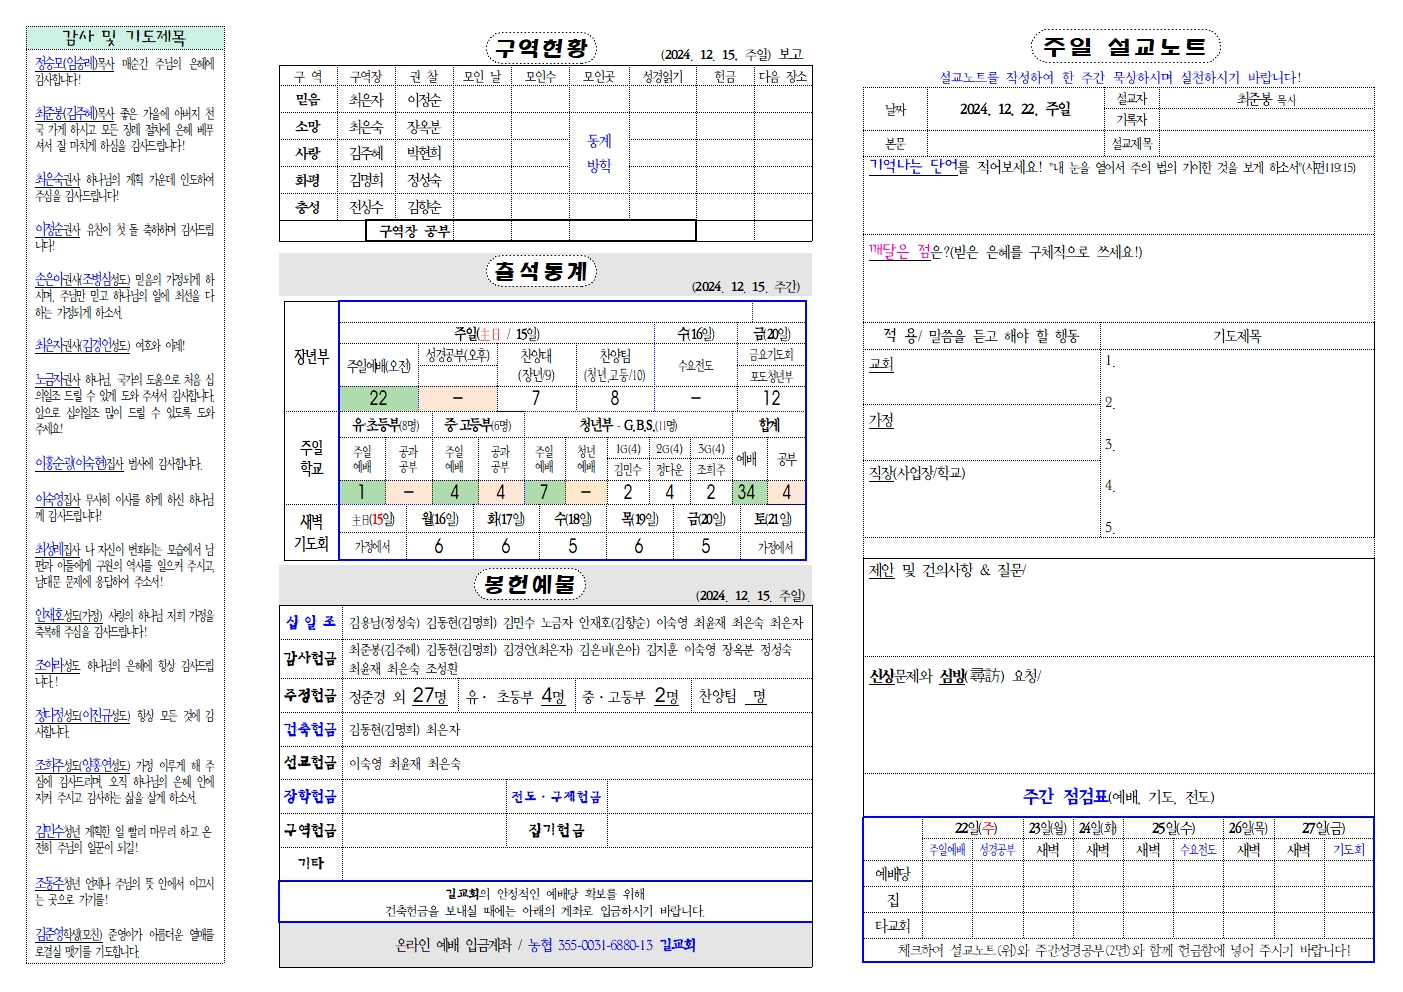 감사 및 기도제목
정승모(임승례)목사 매순간 주님의 은혜에
감사합니다!
최준봉(김주혜)목사 좋은 가을에 아버지 천
국 가게 하시고 모든 장례 절차에 은혜 베푸
셔서 잘 마치게 하심을 감사드립니다!
최은숙권사 하나님의 계획 가운데 인도하여
주심을 감사드립니다!
이정순권사 유찬이 첫 돌 축하하며 감사드립
니다!
손은아권사(조병삼성도) 믿음의 가정되게 하
시며, 주님만 믿고 하나님의 일에 최선을 다
하는 가정되게 하소서.
최은자권사(김경언성도) 여호와 이레!
노금자권사 하나님, 국가의 도움으로 처음 십
의일조 드릴 수 있게 도와 주셔서 감사합니다.
앞으로 십의일조 많이 드릴 수 있도록 도와
주세요!
이홍순광(이숙현)집사 범사에 감사합니다.
이숙영집사 무사히 이사를 하게 하신 하나님
께 감사드립니다!
최성례집사 나 자신이 변화되는 모습에서 남
편과 아들에게 구원의 역사를 일으켜 주시고,
남대문 문제에 응답하여 주소서!
안재호성도(가정) 사랑의 하나님 저희 가정을
축복해 주심을 감사드립니다!
조아라성도 하나님의 은혜에 항상 감사드립
니다.!
장다정성도(이진규성도) 항상 모든 것에 감
사합니다.
조희주성도(양홍연성도) 가정 이루게 해 주
심에 감사드리며, 오직 하나님의 은혜 안에
지켜 주시고 감사하는 삶을 살게 하소서.
김민수청년 계획한 일 빨리 마무리 하고 온
전히 주님의 일꾼이 되길!
조동주청년 언제나 주님의 뜻 안에서 이끄시
는 곳으로 가기를!
김준영학생(모친) 준영이가 아름다운 열매를
로결실 맺기를 기도합니다.
구역현황
(2024. 12. 15. 주일) 보고
구 역 구역장 권 찰 모인 날 모인수 모인곳 성경읽기 헌금 다음 장소
믿음 최은자 이정순
소망 최은숙 장옥분
사랑 김주혜 박현희
화평 김명희 정성숙
충성 전상수 김향순
동계
방학
구역장 공부
출석통계
(2024. 12. 15. 주간)
장년부
주일(主日 / 15일) 수(16일) 금(20일)
주일예배(오전) 성경공부(오후) 찬양대
(장년/9) 찬양팀
(청년,고등/10) 수요전도 금요기도회
포도청년부
22 – 7 8 – 12
주일
학교
유·초등부(8명) 중·고등부(6명) 청년부 - G.B.S.(11명) 합계
주일
예배 공과
공부 주일
예배 공과
공부 주일
예배 청년
예배 1G(4) 2G(4) 3G(4) 예배 공부
김민수 정다운 조희주
1 – 4 4 7 – 2 4 2 34 4
새벽
기도회
主日(15일) 월(16일) 화(17일) 수(18일) 목(19일) 금(20일) 토(21일)
가정에서 6 6 5 6 5 가정에서
봉헌예물
(2024. 12. 15. 주일)
십 일 조 김용남(정성숙) 김동현(김명희) 김민수 노금자 안재호(김향순) 이숙영 최윤재 최은숙 최은자
감사헌금 최준봉(김주혜) 김동현(김명희) 김경언(최은자) 김은비(은아) 김지훈 이숙영 장옥분 정성숙
최윤재 최은숙 조성환
주정헌금 정준경 외 27명 유· 초등부 4명 중·고등부 2명 찬양팀 명
건축헌금 김동현(김명희) 최은자
선교헌금 이숙영 최윤재 최은숙
장학헌금 전도·구제헌금
구역헌금 집기헌금
기타
길교회의 안정적인 예배당 확보를 위해
건축헌금을 보내실 때에는 아래의 계좌로 입금하시기 바랍니다.
온라인 예배 입금계좌 / 농협 355-0031-6880-13 길교회
주일 설교노트
설교노트를 작성하여 한 주간 묵상하시며 실천하시기 바랍니다!
날짜 2024. 12. 22. 주일 설교자 최준봉 목사
기록자
본문 설교제목
기억나는 단어를 적어보세요! "내 눈을 열어서 주의 법의 기이한 것을 보게 하소서"(시편119:15)
깨달은 점은?(받은 은혜를 구체적으로 쓰세요!)
적 용/ 말씀을 듣고 해야 할 행동 기도제목
교회
가정
직장(사업장/학교)
1.
2.
3.
4.
5.
제안 및 건의사항 & 질문/
신상문제와 심방(尋訪) 요청/
주간 점검표(예배, 기도, 전도)
22일(주) 23일(월) 24일(화) 25일(수) 26일(목) 27일(금)
주일예배 성경공부 새벽 새벽 새벽 수요전도 새벽 새벽 기도회
예배당
집
타교회
체크하여 설교노트(위)와 주간성경공부(2면)와 함께 헌금함에 넣어 주시기 바랍니다!